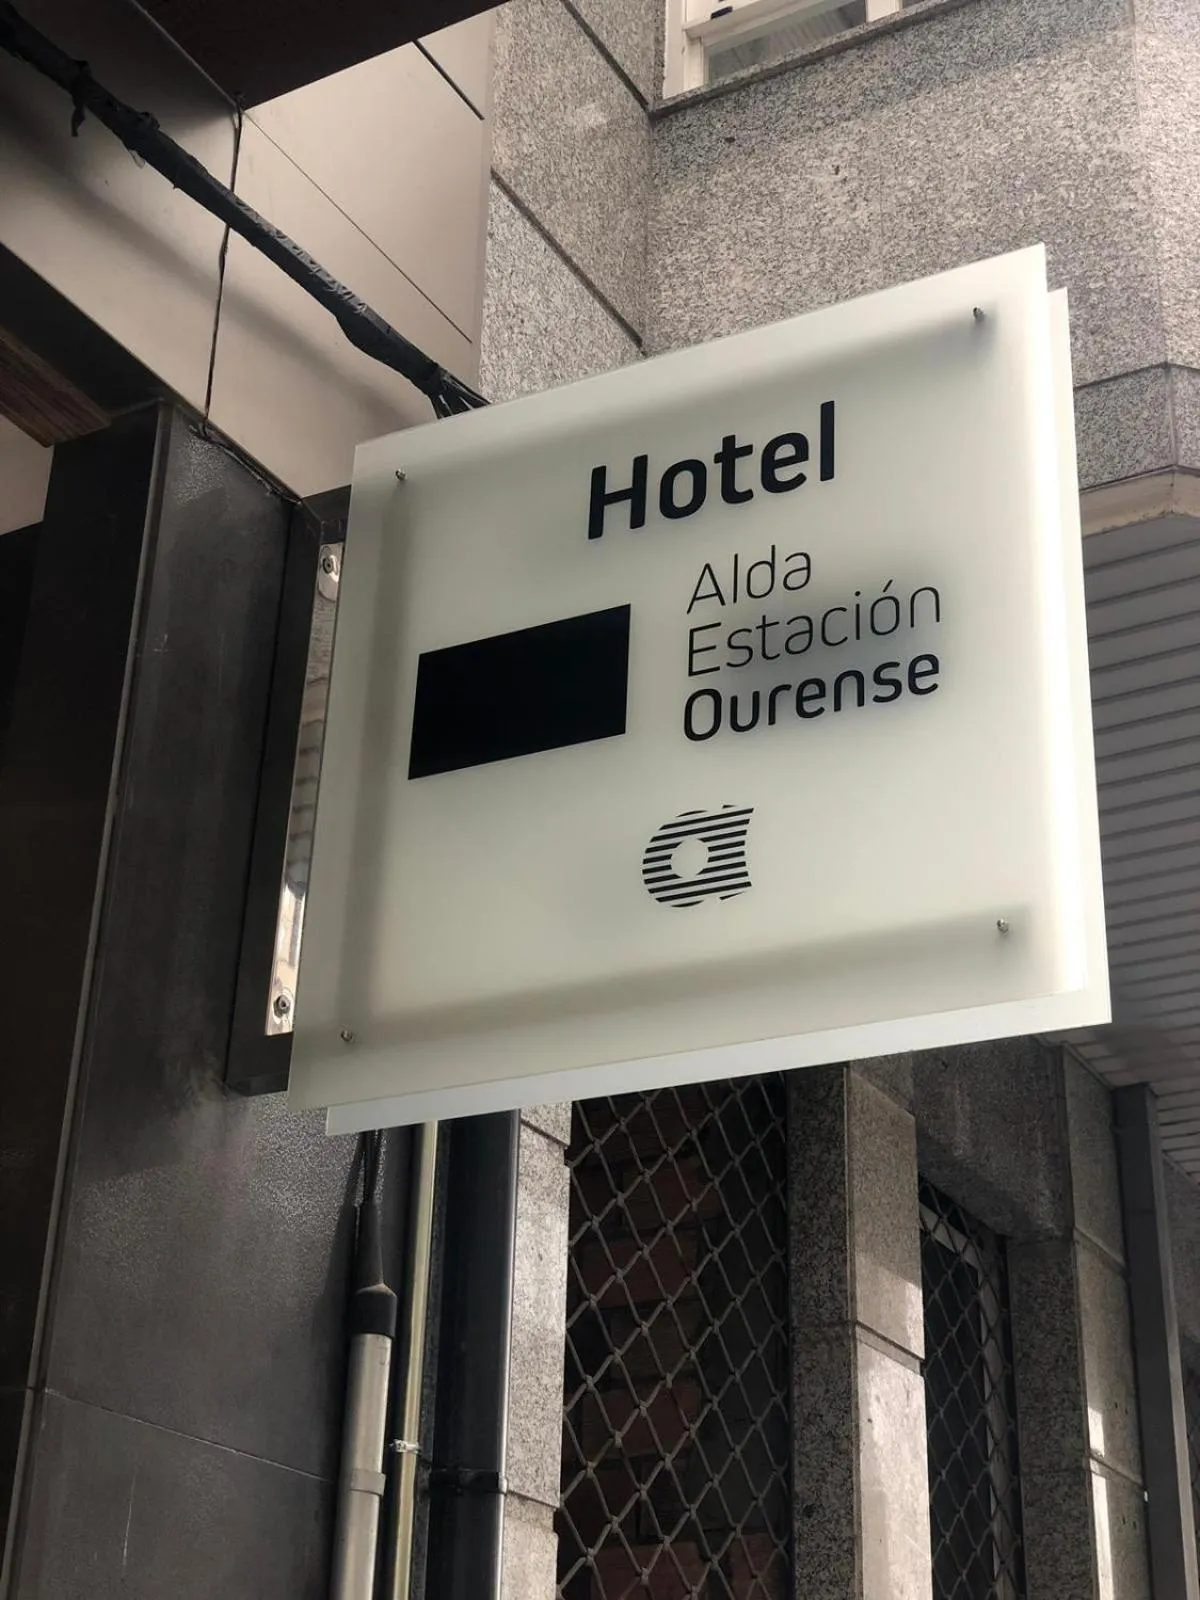 Hotel
Alda
Estación
Ourense